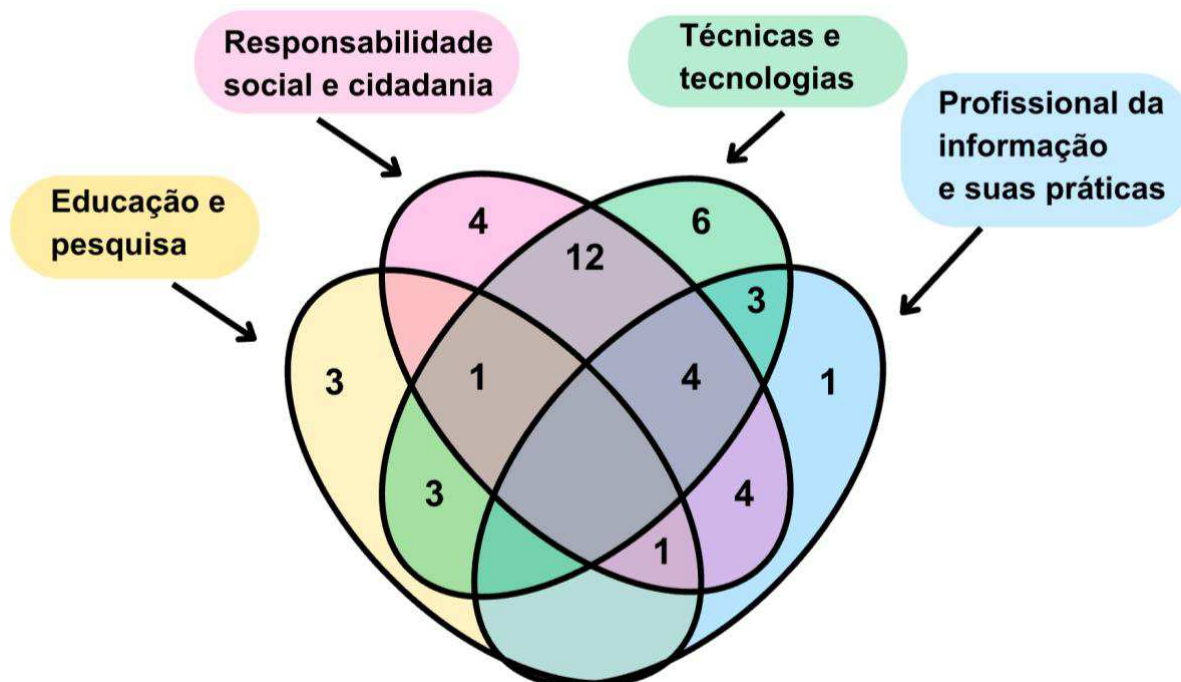 Responsabilidade
social e cidadania
Técnicas e
tecnologias
Profissional da
informação
e suas práticas
Educação e
pesquisa
4
6
12
3
3
1
4
1
3
4
1